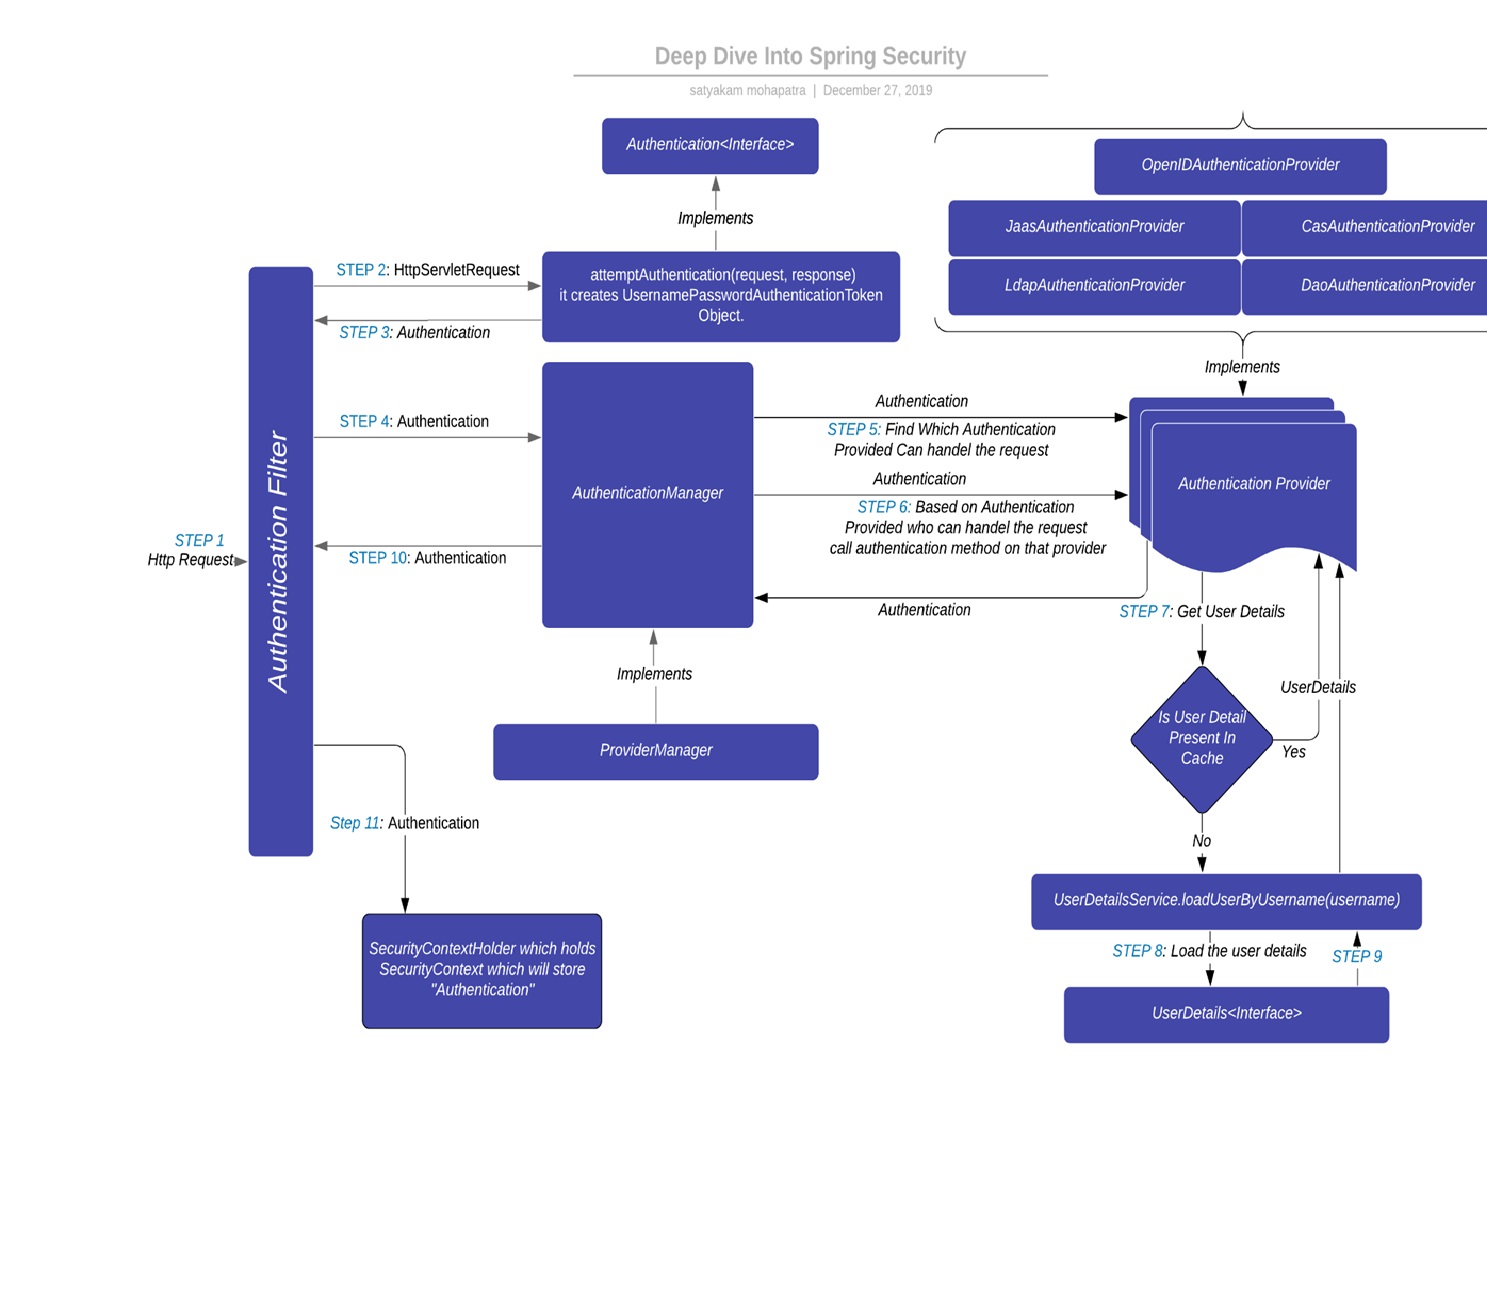 Deep Dive Into Spring Security
satyakam mohapatra | December 27, 2019
Authentication<Interface>
Implements
OpenIDAuthenticationProvider
JaasAuthenticationProvider
CasAuthenticationProvider
LdapAuthenticationProvider
DaoAuthenticationProvider
Implements
STEP 2: HttpServletRequest
attemptAuthentication(request, response)
it creates UsernamePasswordAuthenticationToken
Object.
STEP 3: Authentication
STEP 4: Authentication
Authentication
STEP 5: Find Which Authentication
Provided Can handel the request
Authentication
STEP 6: Based on Authentication
Provided who can handel the request
call authentication method on that provider
Authentication Provider
AuthenticationManager
Authentication Filter
STEP 1
Http Request
STEP 10: Authentication
Authentication
STEP 7: Get User Details
Implements
ProviderManager
UserDetails
Is User Detail
Present In
Cache
Yes
No
Step 11: Authentication
UserDetailsService.loadUserByUsername(username)
STEP 8: Load the user details
STEP 9
SecurityContextHolder which holds
SecurityContext which will store
"Authentication"
UserDetails<Interface>